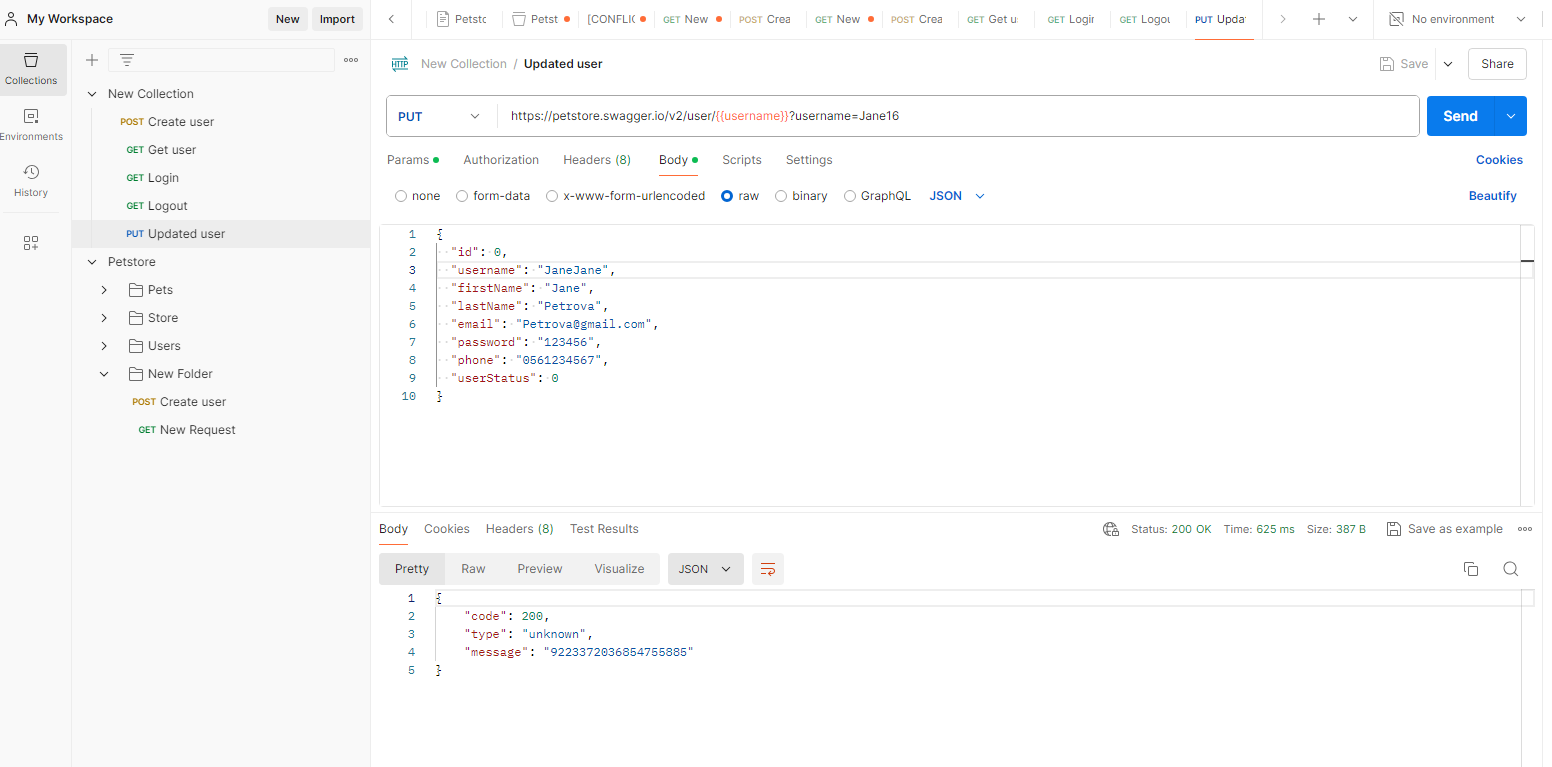 My Workspace
New
Import
Petstc
Petst
[CONFLIC
GET New
POST Crea
GET New
POST Crea
GET Get u
GET Login
GET Logou
PUT Updat
No environment
Collections
Environments
History
New Collection
POST Create user
GET Get user
GET Login
GET Logout
PUT Updated user
Petstore
Pets
Store
Users
New Folder
POST Create user
GET New Request
HTTP
New Collection / Updated user
Save
Share
PUT
https://petstore.swagger.io/v2/user/{{username}}?username=Jane16
Send
Params
Authorization
Headers (8)
Body
Scripts
Settings
Cookies
none
form-data
x-www-form-urlencoded
raw
binary
GraphQL
JSON
Beautify
1 {
2 "id": 0,
3 "username": "JaneJane",
4 "firstName": "Jane",
5 "lastName": "Petrova",
6 "email": "Petrova@gmail.com",
7 "password": "123456",
8 "phone": "0561234567",
9 "userStatus": 0
10 }
Body
Cookies
Headers (8)
Test Results
Status: 200 OK
Time: 625 ms
Size: 387 B
Save as example
Pretty
Raw
Preview
Visualize
JSON
1 {
2 "code": 200,
3 "type": "unknown",
4 "message": "9223372036854755885"
5 }